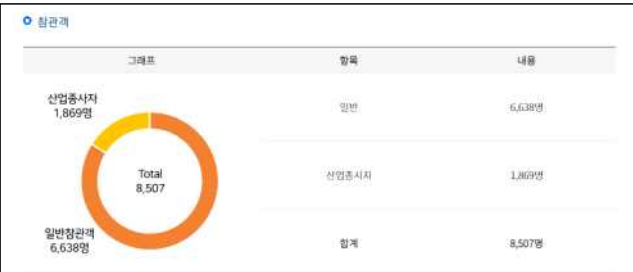 참관객
그래프 항목 내용
산업종사자
1,869명
Total
8,507
일반참관객
6,638명
일반 6,638명
산업종사자 1,869명
합계 8,507명